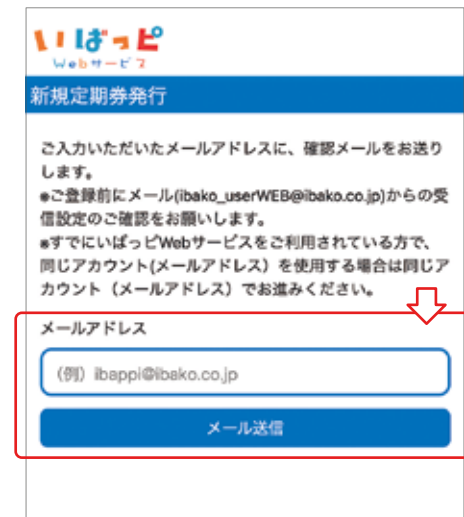 いばっピ
Webサービス
新規定期券発行
ご入力いただいたメールアドレスに、確認メールをお送り
します。
●ご登録前にメール(ibako_userWEB@ibako.co.jp)からの受
信設定のご確認をお願いします。
●すでにいばっピWebサービスをご利用されている方で、
同じアカウント(メールアドレス）を使用する場合は同じア
カウント（メールアドレス）でお進みください。
メールアドレス
（例）ibappi@ibako.co.jp
メール送信